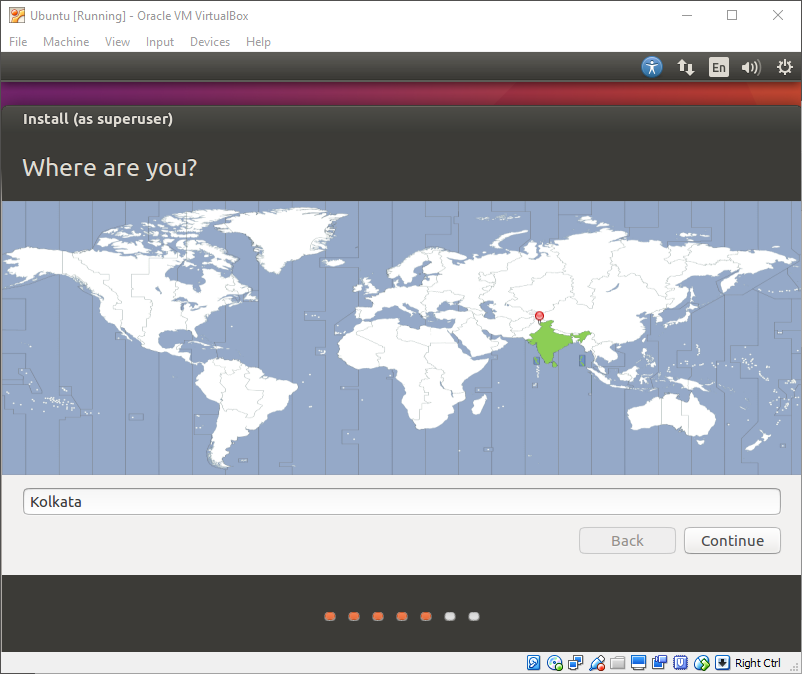 Ubuntu [Running] - Oracle VM VirtualBox
File Machine View Input Devices Help
En
Install (as superuser)
Where are you?
Kolkata
Back Continue
Right Ctrl